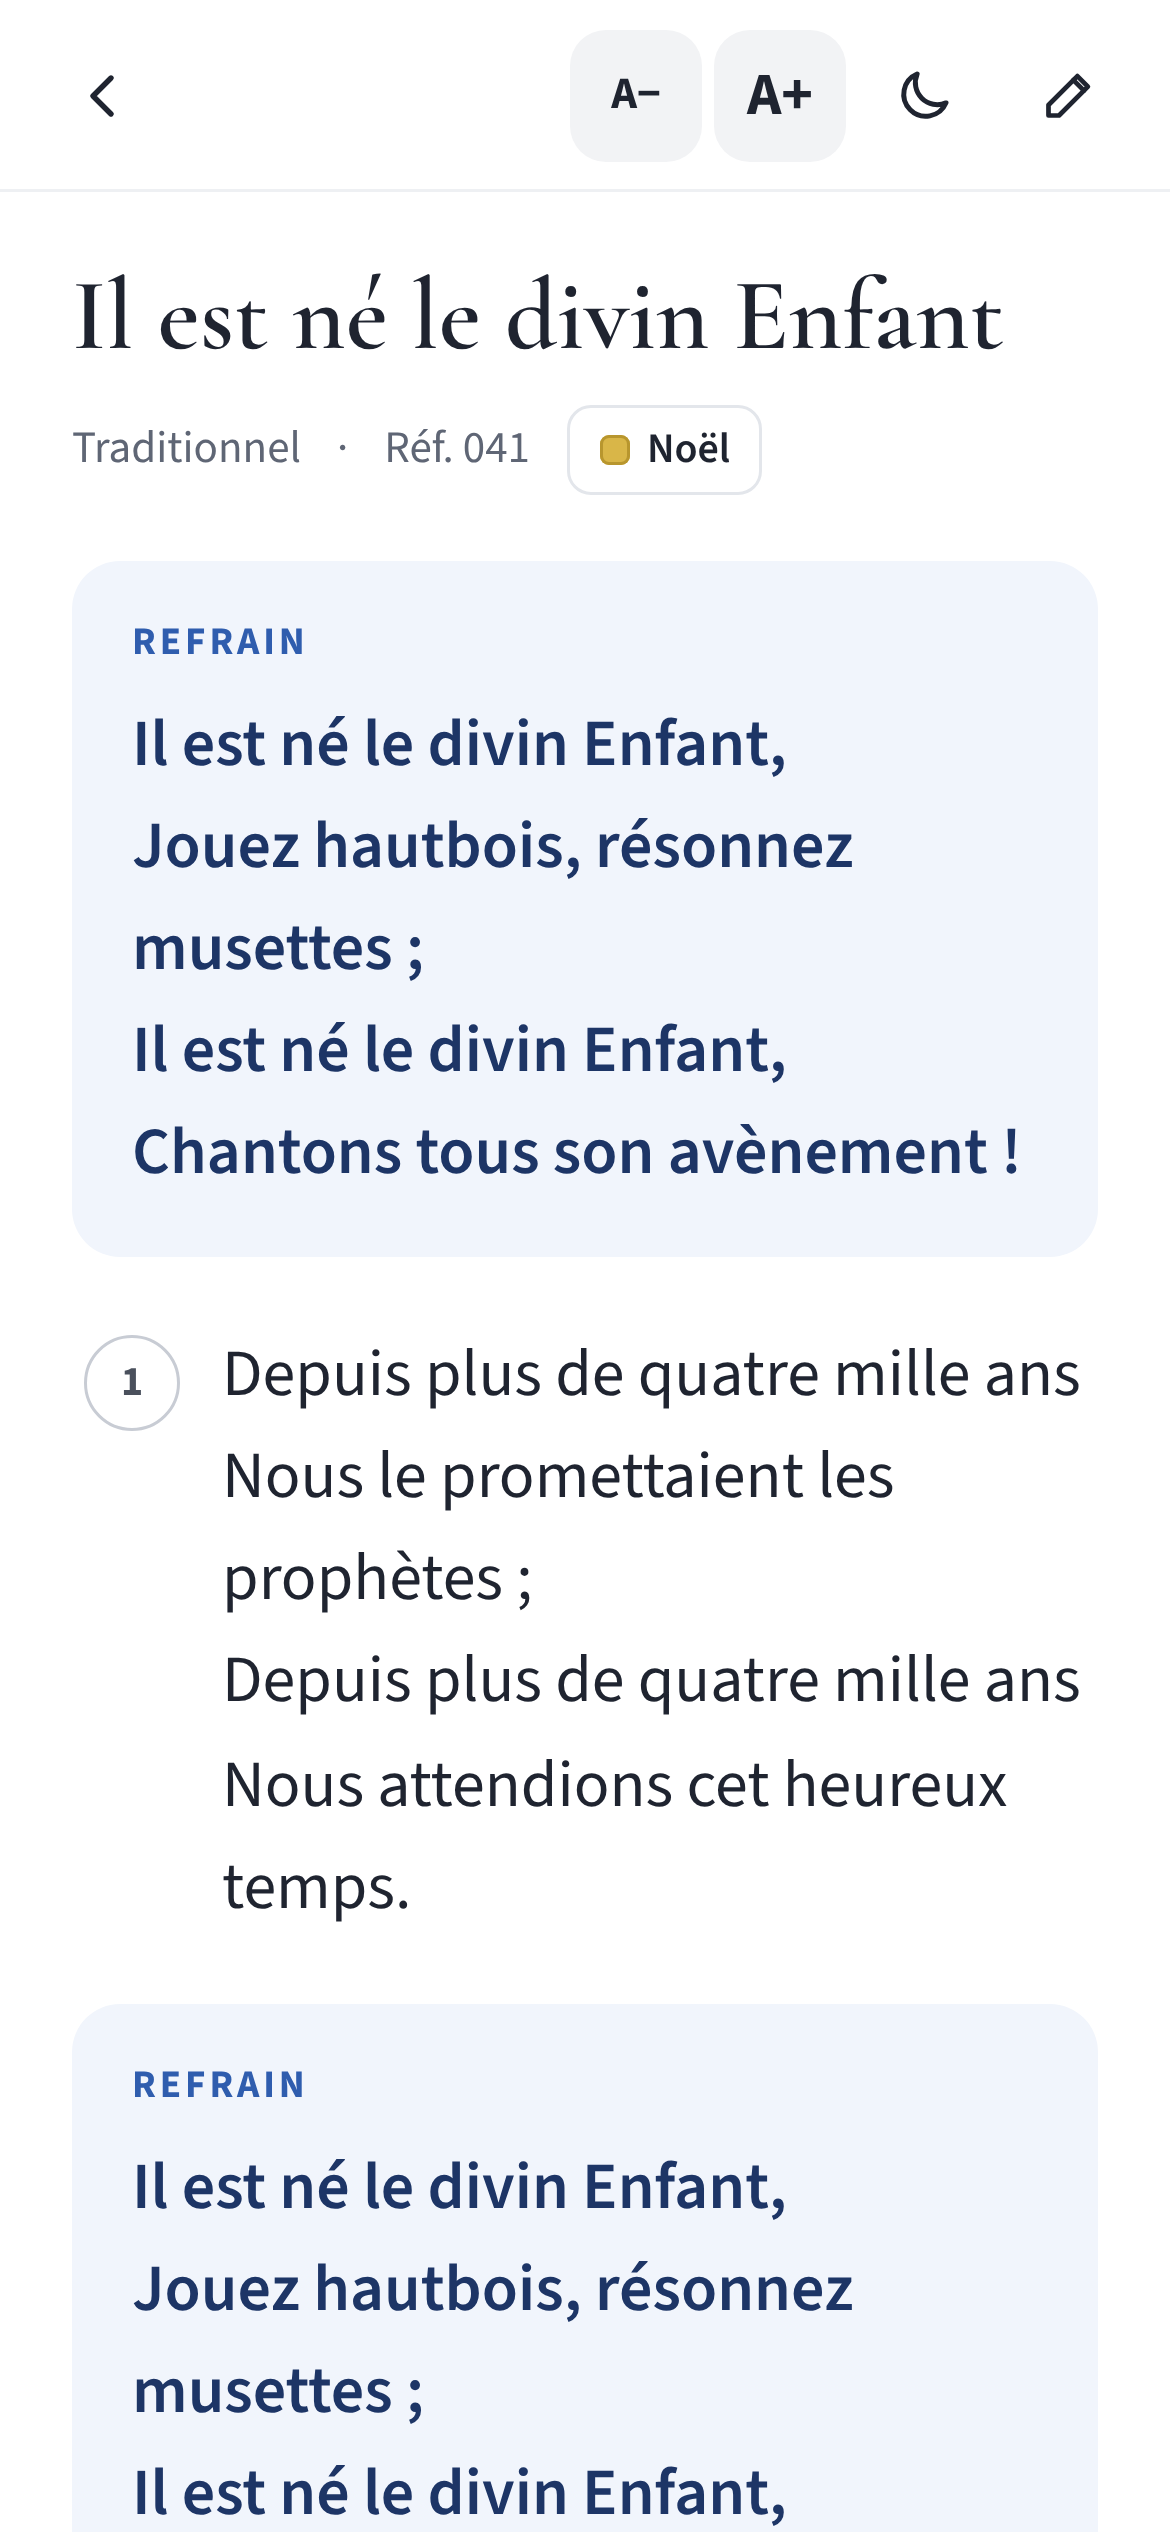 A− A+
Il est né le divin Enfant
Traditionnel · Réf. 041 Noël
REFRAIN
Il est né le divin Enfant,
Jouez hautbois, résonnez
musettes ;
Il est né le divin Enfant,
Chantons tous son avènement !
1 Depuis plus de quatre mille ans
Nous le promettaient les
prophètes ;
Depuis plus de quatre mille ans
Nous attendions cet heureux
temps.
REFRAIN
Il est né le divin Enfant,
Jouez hautbois, résonnez
musettes ;
Il est né le divin Enfant,